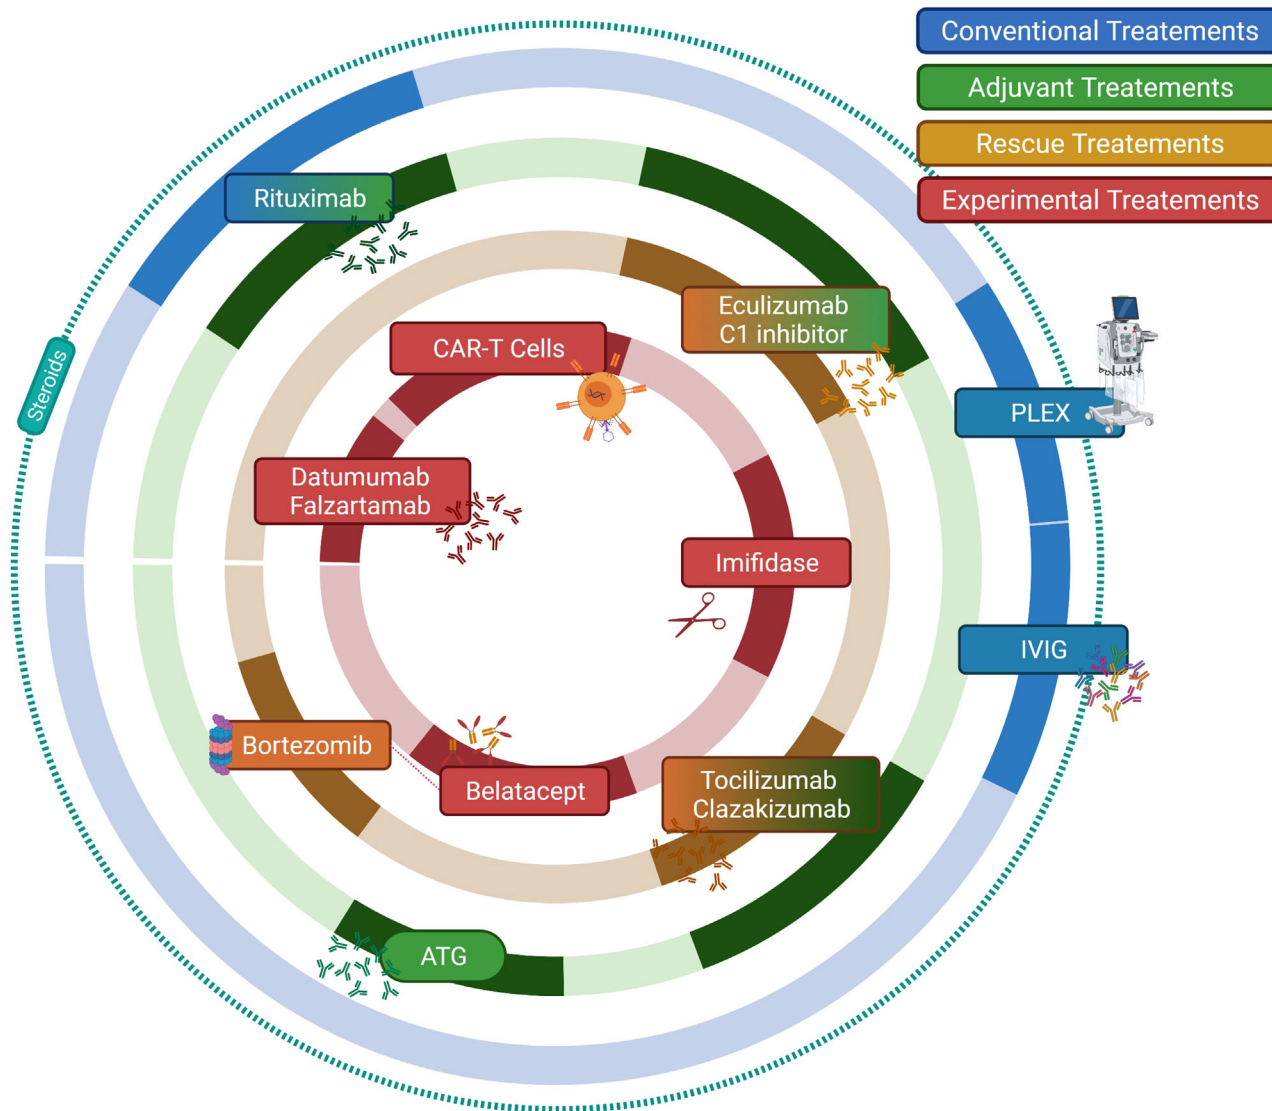 Conventional Treatements
Adjuvant Treatements
Rescue Treatements
Experimental Treatements
Rituximab
Eculizumab
C1 inhibitor
CAR-T Cells
Steroids
PLEX
Datumumab
Falzartamab
Imifidase
IVIG
Bortezomib
Belatacept
Tocilizumab
Clazakizumab
ATG